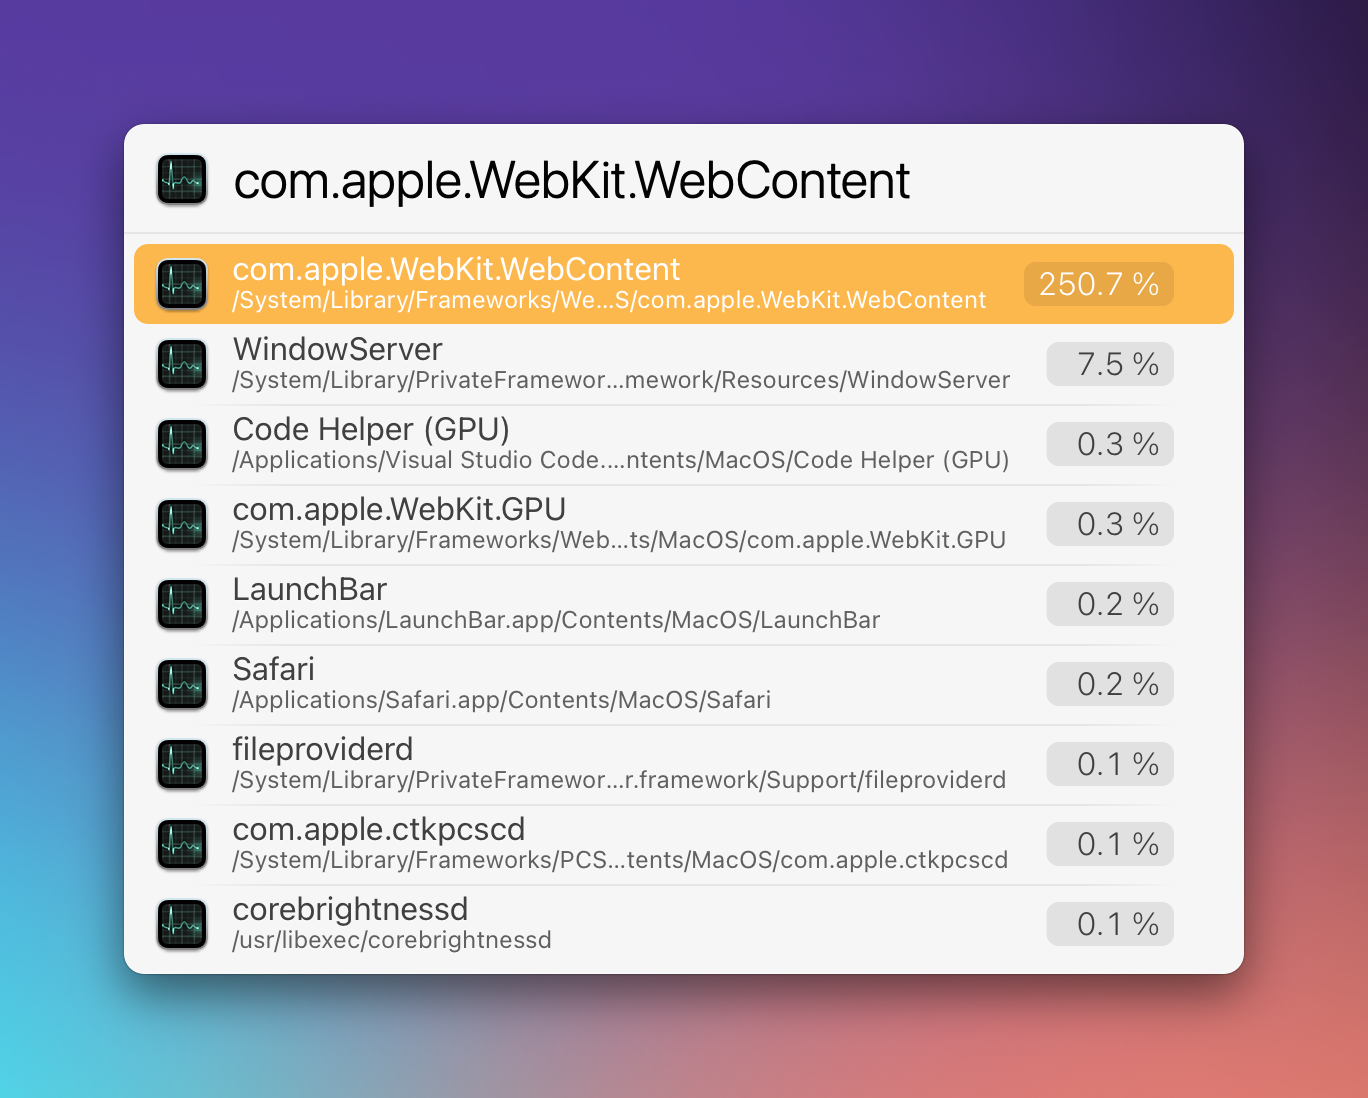 com.apple.WebKit.WebContent
com.apple.WebKit.WebContent
/System/Library/Frameworks/We...S/com.apple.WebKit.WebContent
250.7 %
WindowServer
/System/Library/PrivateFramewor...mework/Resources/WindowServer
7.5 %
Code Helper (GPU)
/Applications/Visual Studio Code....ntents/MacOS/Code Helper (GPU)
0.3 %
com.apple.WebKit.GPU
/System/Library/Frameworks/Web...ts/MacOS/com.apple.WebKit.GPU
0.3 %
LaunchBar
/Applications/LaunchBar.app/Contents/MacOS/LaunchBar
0.2 %
Safari
/Applications/Safari.app/Contents/MacOS/Safari
0.2 %
fileproviderd
/System/Library/PrivateFramewor...r.framework/Support/fileproviderd
0.1 %
com.apple.ctkpcscd
/System/Library/Frameworks/PCS...tents/MacOS/com.apple.ctkpcscd
0.1 %
corebrightnessd
/usr/libexec/corebrightnessd
0.1 %